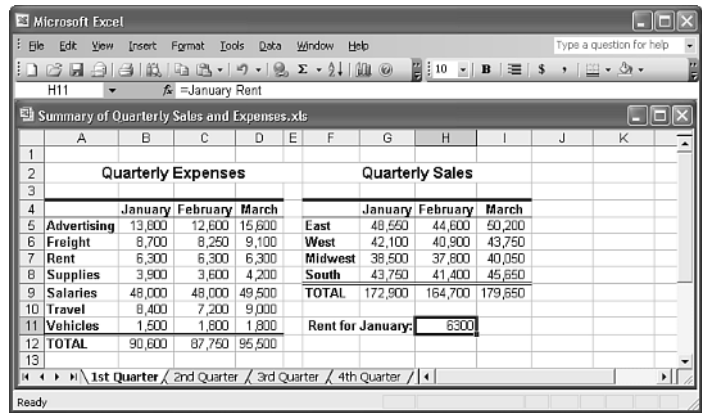 Microsoft Excel
File Edit View Insert Format Tools Data Window Help Type a question for help
10 B $ ,
H11 fx =January Rent
Summary of Quarterly Sales and Expenses.xls
A B C D E F G H I J K
1
2 Quarterly Expenses Quarterly Sales
3
4 January February March January February March
5 Advertising 13,800 12,600 15,600 East 48,550 44,600 50,200
6 Freight 8,700 8,250 9,100 West 42,100 40,900 43,750
7 Rent 6,300 6,300 6,300 Midwest 38,500 37,800 40,050
8 Supplies 3,900 3,600 4,200 South 43,750 41,400 45,650
9 Salaries 48,000 48,000 49,500 TOTAL 172,900 164,700 179,650
10 Travel 8,400 7,200 9,000
11 Vehicles 1,500 1,800 1,800 Rent for January: 6300
12 TOTAL 90,600 87,750 95,500
13
1st Quarter / 2nd Quarter / 3rd Quarter / 4th Quarter /
Ready